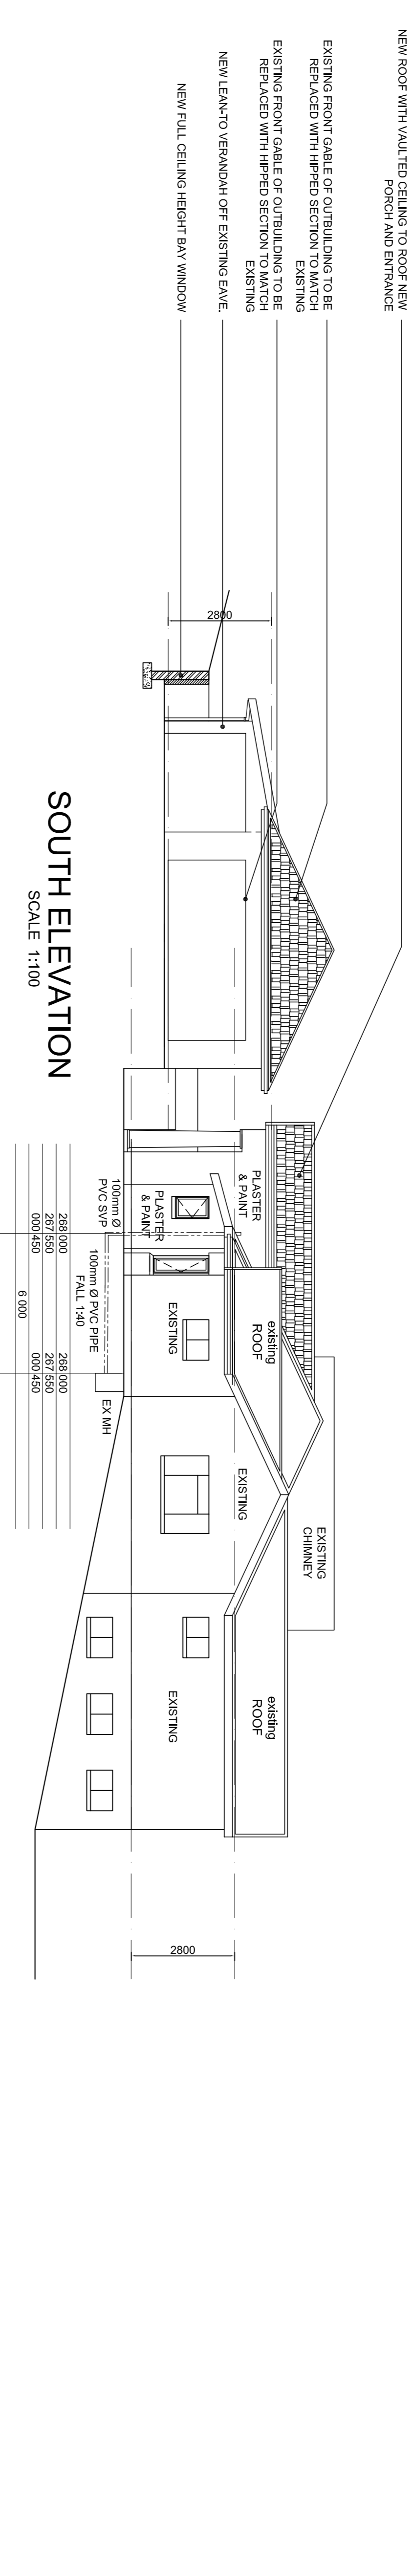 NEW ROOF WITH VAULTED CEILING TO ROOF NEW
PORCH AND ENTRANCE
EXISTING FRONT GABLE OF OUTBUILDING TO BE
REPLACED WITH HIPPED SECTION TO MATCH
EXISTING
EXISTING FRONT GABLE OF OUTBUILDING TO BE
REPLACED WITH HIPPED SECTION TO MATCH
EXISTING
NEW LEAN-TO VERANDAH OFF EXISTING EAVE.
NEW FULL CEILING HEIGHT BAY WINDOW
2800
PLASTER
& PAINT
PLASTER
& PAINT
100mm Ø
PVC SVP
100mm Ø PVC PIPE
FALL 1:40
EX MH
existing
ROOF
EXISTING
EXISTING
EXISTING
CHIMNEY
existing
ROOF
EXISTING
2800
268 000
268 000
267 550
267 550
000 450
000 450
6 000
SOUTH ELEVATION
SCALE 1:100